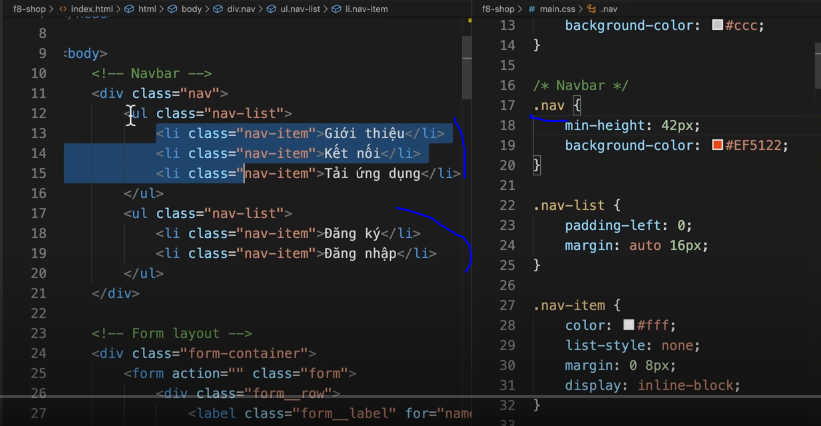 f8-shop > index.html > html > body > div.nav > ul.nav-list > li.nav-item
8
9 <body>
10 <!-- Navbar -->
11 <div class="nav">
12 <ul class="nav-list">
13 <li class="nav-item">Giới thiệu</li>
14 <li class="nav-item">Kết nối</li>
15 <li class="nav-item">Tải ứng dụng</li>
16 </ul>
17 <ul class="nav-list">
18 <li class="nav-item">Đăng ký</li>
19 <li class="nav-item">Đăng nhập</li>
20 </ul>
21 </div>
22
23 <!-- Form layout -->
24 <div class="form-container">
25 <form action="" class="form">
26 <div class="form__row">
27 <label class="form__label" for="name
f8-shop > # main.css > .nav
13 background-color: #ccc;
14 }
15
16 /* Navbar */
17 .nav {
18 min-height: 42px;
19 background-color: #EF5122;
20 }
21
22 .nav-list {
23 padding-left: 0;
24 margin: auto 16px;
25 }
26
27 .nav-item {
28 color: #fff;
29 list-style: none;
30 margin: 0 8px;
31 display: inline-block;
32 }